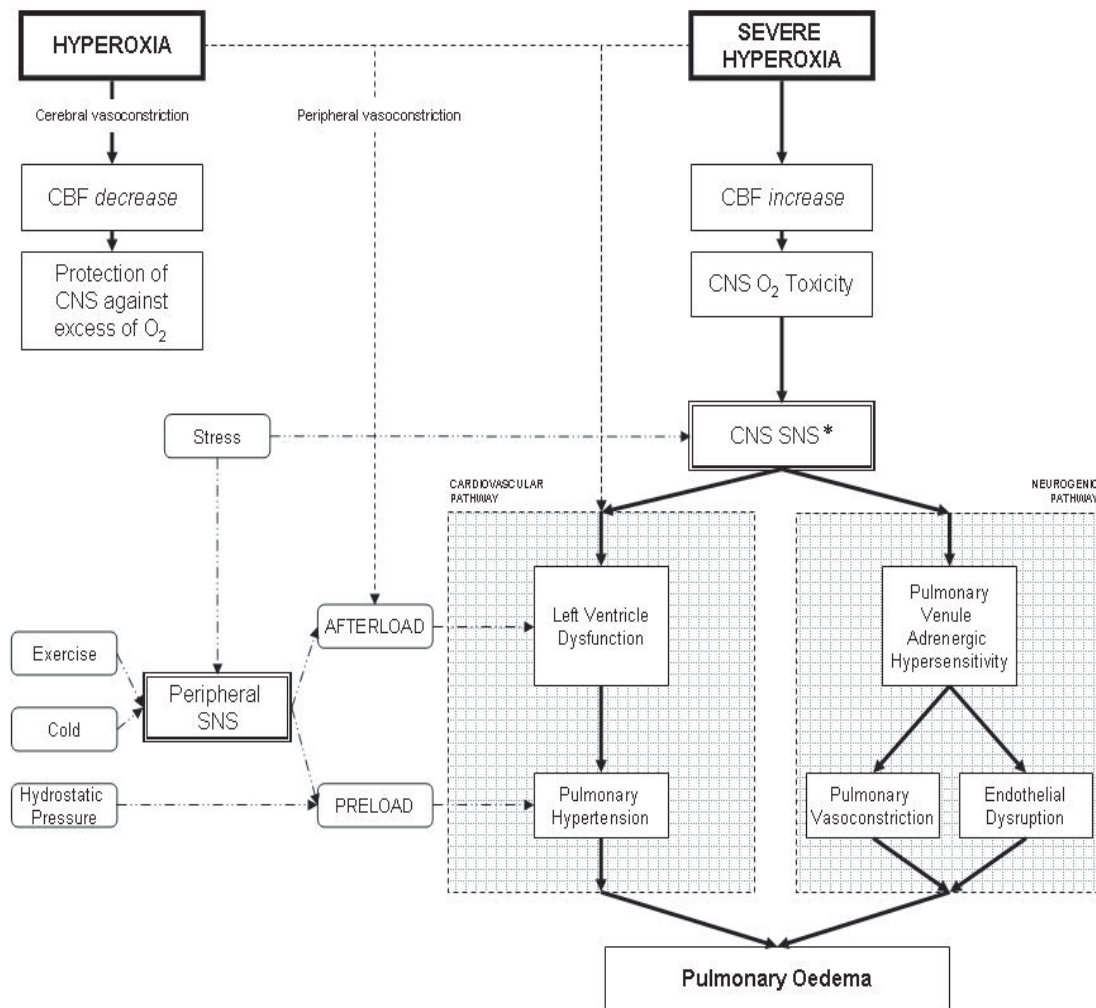 HYPEROXIA
SEVERE
HYPEROXIA
Cerebral vasoconstriction
Peripheral vasoconstriction
CBF decrease
CBF increase
Protection of
CNS against
excess of O2
CNS O2 Toxicity
Stress
CNS SNS*
CARDIOVASCULAR
PATHWAY
NEUROGENIC
PATHWAY
Left Ventricle
Dysfunction
Pulmonary
Venule
Adrenergic
Hypersensitivity
AFTERLOAD
Exercise
Peripheral
SNS
Cold
Hydrostatic
Pressure
PRELOAD
Pulmonary
Hypertension
Pulmonary
Vasoconstriction
Endothelial
Dysruption
Pulmonary Oedema